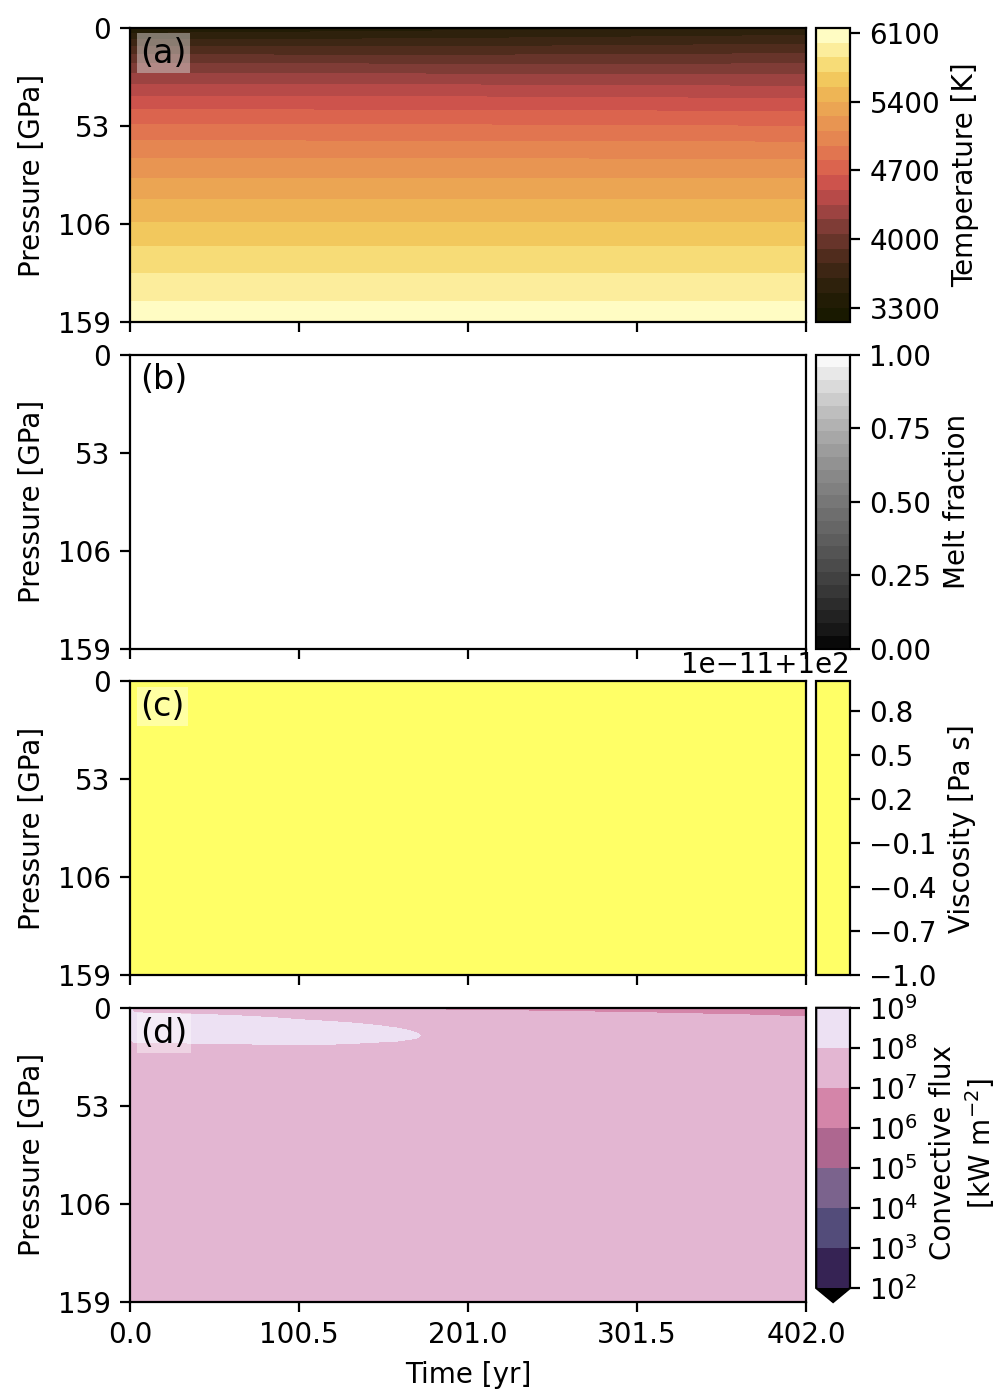 (a)
0
53
106
159
Pressure [GPa]
6100
5400
4700
4000
3300
Temperature [K]
(b)
0
53
106
159
Pressure [GPa]
1.00
0.75
0.50
0.25
0.00
Melt fraction
1e−11+1e2
(c)
0
53
106
159
Pressure [GPa]
0.8
0.5
0.2
−0.1
−0.4
−0.7
−1.0
Viscosity [Pa s]
(d)
0
53
106
159
Pressure [GPa]
10⁹
10⁸
10⁷
10⁶
10⁵
10⁴
10³
10²
Convective flux
[kW m⁻²]
0.0 100.5 201.0 301.5 402.0
Time [yr]